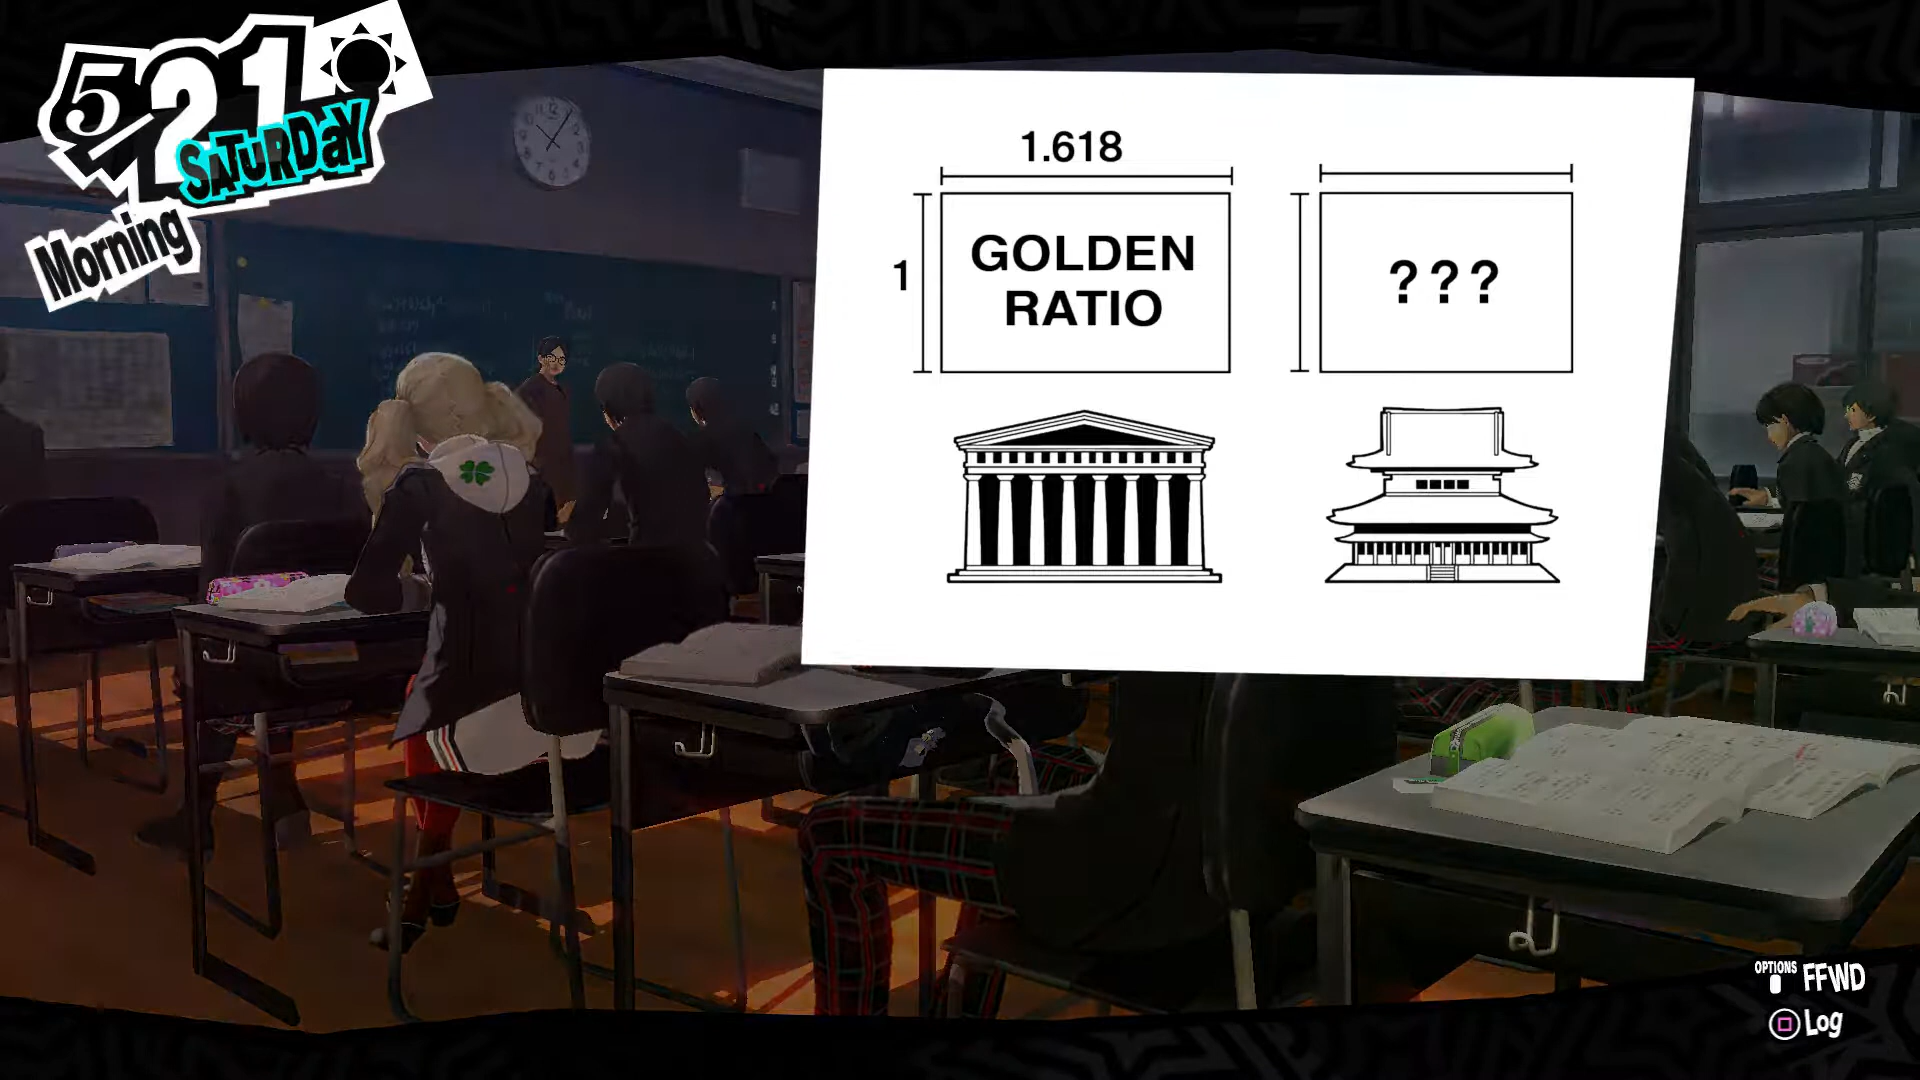 5/21
SATURDAY
Morning
1.618
1
GOLDEN
RATIO
???
OPTIONS
FFWD
Log